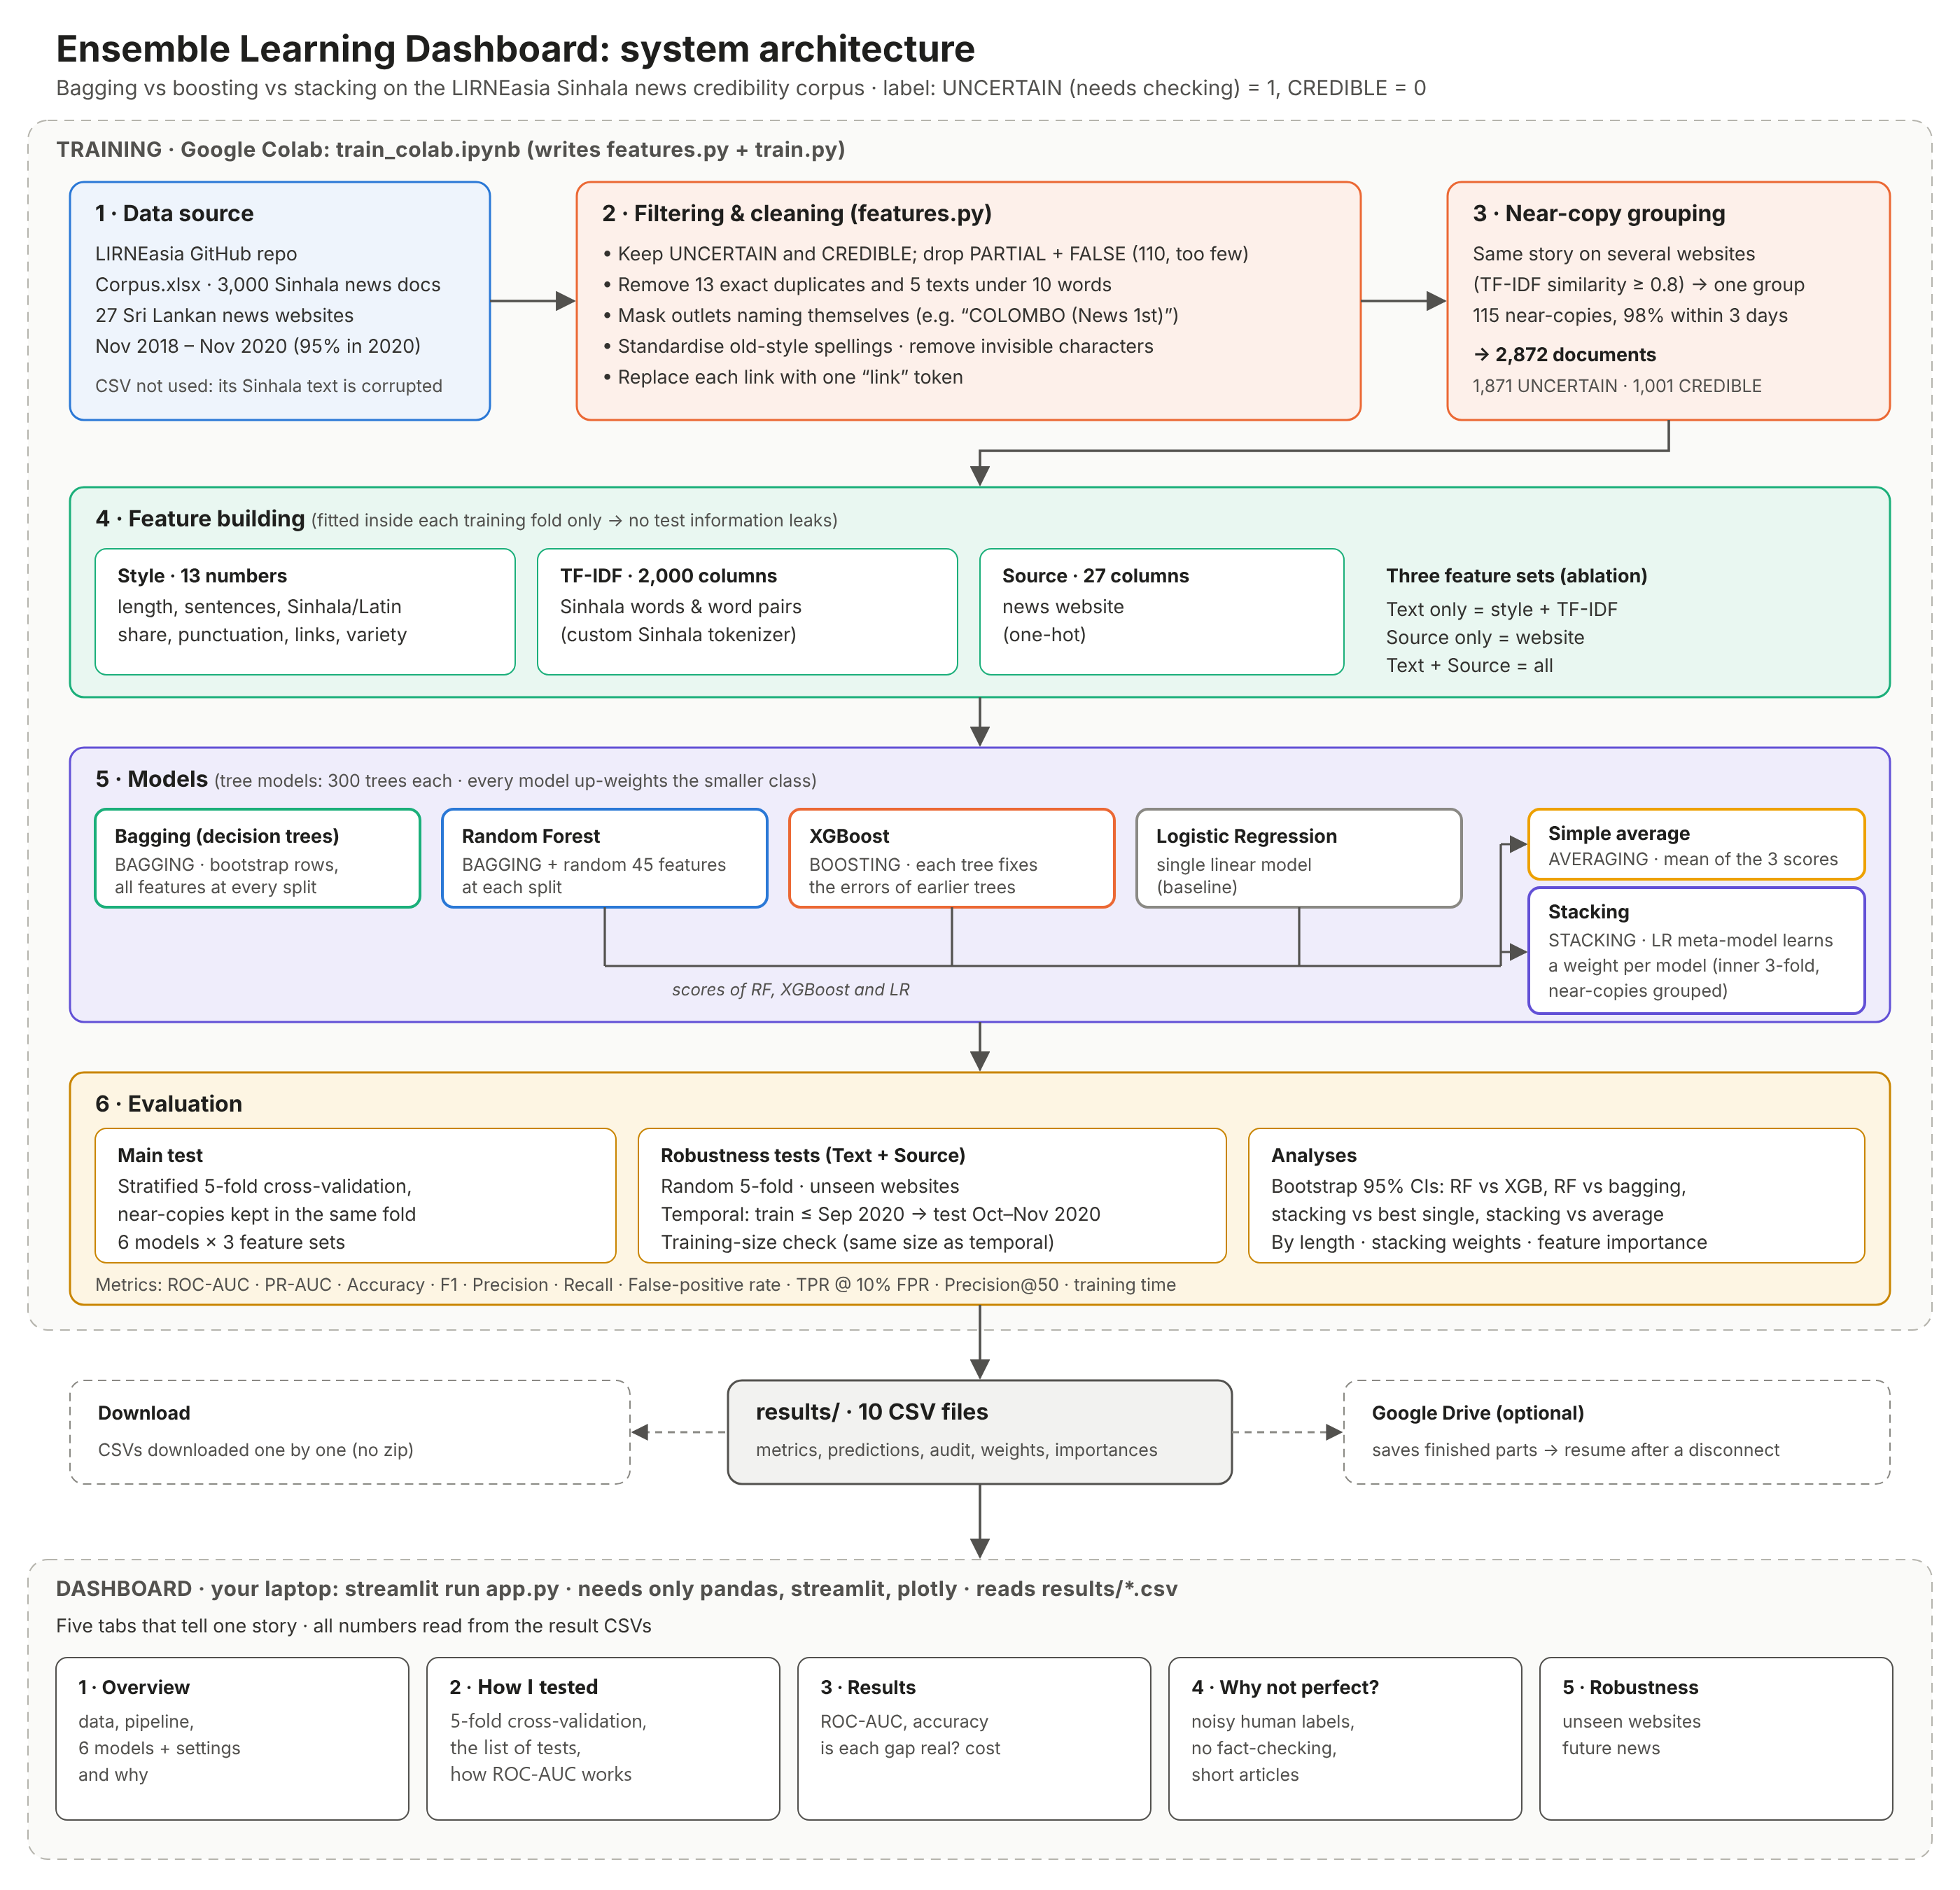 Ensemble Learning Dashboard: system architecture
Bagging vs boosting vs stacking on the LIRNEasia Sinhala news credibility corpus · label: UNCERTAIN (needs checking) = 1, CREDIBLE = 0
TRAINING · Google Colab: train_colab.ipynb (writes features.py + train.py)
1 · Data source
LIRNEasia GitHub repo
Corpus.xlsx · 3,000 Sinhala news docs
27 Sri Lankan news websites
Nov 2018 – Nov 2020 (95% in 2020)
CSV not used: its Sinhala text is corrupted
2 · Filtering & cleaning (features.py)
• Keep UNCERTAIN and CREDIBLE; drop PARTIAL + FALSE (110, too few)
• Remove 13 exact duplicates and 5 texts under 10 words
• Mask outlets naming themselves (e.g. “COLOMBO (News 1st)”)
• Standardise old-style spellings · remove invisible characters
• Replace each link with one “link” token
3 · Near-copy grouping
Same story on several websites
(TF-IDF similarity ≥ 0.8) → one group
115 near-copies, 98% within 3 days
→ 2,872 documents
1,871 UNCERTAIN · 1,001 CREDIBLE
4 · Feature building (fitted inside each training fold only → no test information leaks)
Style · 13 numbers
length, sentences, Sinhala/Latin
share, punctuation, links, variety
TF-IDF · 2,000 columns
Sinhala words & word pairs
(custom Sinhala tokenizer)
Source · 27 columns
news website
(one-hot)
Three feature sets (ablation)
Text only = style + TF-IDF
Source only = website
Text + Source = all
5 · Models (tree models: 300 trees each · every model up-weights the smaller class)
Bagging (decision trees)
BAGGING · bootstrap rows,
all features at every split
Random Forest
BAGGING + random 45 features
at each split
XGBoost
BOOSTING · each tree fixes
the errors of earlier trees
Logistic Regression
single linear model
(baseline)
Simple average
AVERAGING · mean of the 3 scores
Stacking
STACKING · LR meta-model learns
a weight per model (inner 3-fold,
near-copies grouped)
scores of RF, XGBoost and LR
6 · Evaluation
Main test
Stratified 5-fold cross-validation,
near-copies kept in the same fold
6 models × 3 feature sets
Robustness tests (Text + Source)
Random 5-fold · unseen websites
Temporal: train ≤ Sep 2020 → test Oct–Nov 2020
Training-size check (same size as temporal)
Analyses
Bootstrap 95% CIs: RF vs XGB, RF vs bagging,
stacking vs best single, stacking vs average
By length · stacking weights · feature importance
Metrics: ROC-AUC · PR-AUC · Accuracy · F1 · Precision · Recall · False-positive rate · TPR @ 10% FPR · Precision@50 · training time
Download
CSVs downloaded one by one (no zip)
results/ · 10 CSV files
metrics, predictions, audit, weights, importances
Google Drive (optional)
saves finished parts → resume after a disconnect
DASHBOARD · your laptop: streamlit run app.py · needs only pandas, streamlit, plotly · reads results/*.csv
Five tabs that tell one story · all numbers read from the result CSVs
1 · Overview
data, pipeline,
6 models + settings
and why
2 · How I tested
5-fold cross-validation,
the list of tests,
how ROC-AUC works
3 · Results
ROC-AUC, accuracy
is each gap real? cost
4 · Why not perfect?
noisy human labels,
no fact-checking,
short articles
5 · Robustness
unseen websites
future news